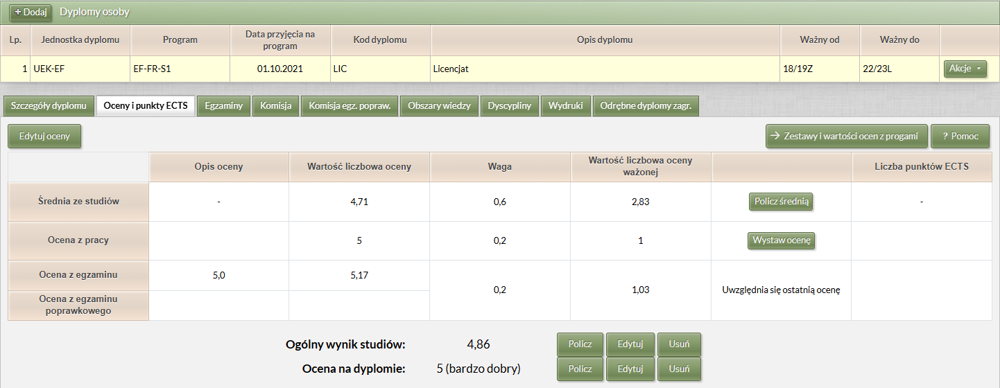 + Dodaj Dyplomy osoby
Lp. Jednostka dyplomu Program Data przyjęcia na program Kod dyplomu Opis dyplomu Ważny od Ważny do
1 UEK-EF EF-FR-S1 01.10.2021 LIC Licencjat 18/19Z 22/23L Akcje
Szczegóły dyplomu Oceny i punkty ECTS Egzaminy Komisja Komisja egz. popraw. Obszary wiedzy Dyscypliny Wydruki Odrębne dyplomy zagr.
Edytuj oceny → Zestawy i wartości ocen z progami ? Pomoc
Opis oceny Wartość liczbowa oceny Waga Wartość liczbowa oceny ważonej Liczba punktów ECTS
Średnia ze studiów - 4,71 0,6 2,83 Policz średnią -
Ocena z pracy 5 0,2 1 Wystaw ocenę
Ocena z egzaminu 5,0 5,17
0,2 1,03 Uwzględnia się ostatnią ocenę
Ocena z egzaminu poprawkowego
Ogólny wynik studiów: 4,86 Policz Edytuj Usuń
Ocena na dyplomie: 5 (bardzo dobry) Policz Edytuj Usuń